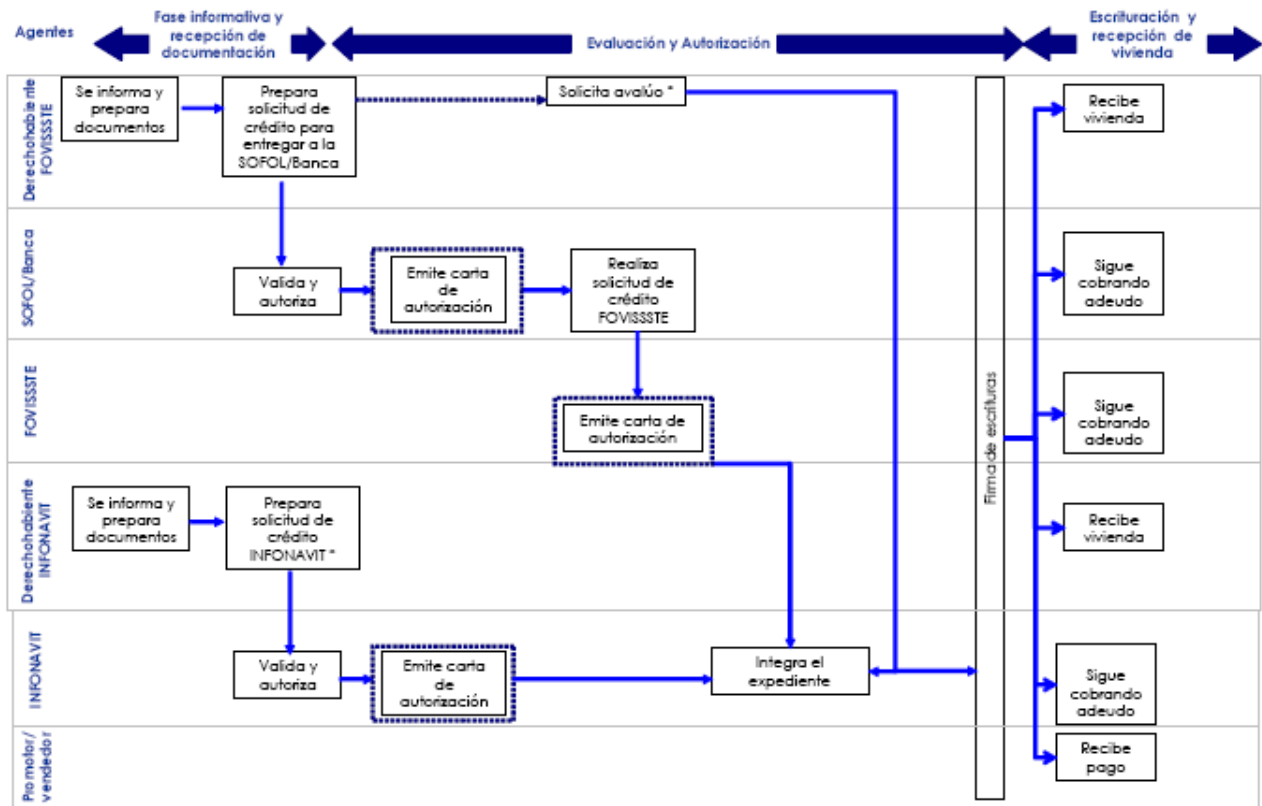 Agentes
Fase informativa y
recepción de
documentación
Evaluación y Autorización
Escrituración y
recepción de
vivienda
Derechohabiente
FOVISSSTE
Se informa y
prepara
documentos
Prepara
solicitud de
crédito para
entregar a la
SOFOL/Banca
Solicita avalúo *
Recibe
vivienda
SOFOL/Banca
Valida y
autoriza
Emite carta
de
autorización
Realiza
solicitud de
crédito
FOVISSSTE
Sigue
cobrando
adeudo
FOVISSSTE
Emite carta de
autorización
Firma de escrituras
Sigue
cobrando
adeudo
Derechohabiente
INFONAVIT
Se informa y
prepara
documentos
Prepara
solicitud de
crédito
INFONAVIT *
Recibe
vivienda
INFONAVIT
Valida y
autoriza
Emite carta
de
autorización
Integra el
expediente
Sigue
cobrando
adeudo
Promotor/
vendedor
Recibe
pago